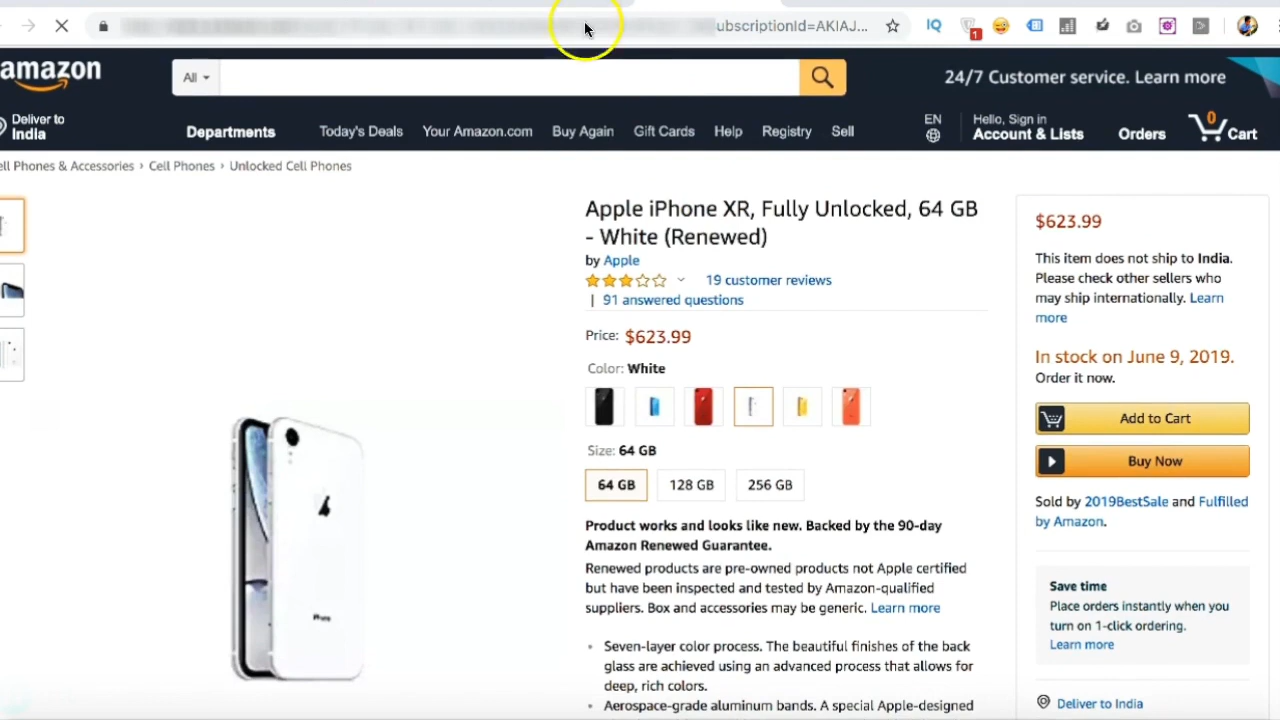 ubscriptionId=AKIAJ...
1
amazon
All
24/7 Customer service. Learn more
Deliver to
India
Departments
Today's Deals
Your Amazon.com
Buy Again
Gift Cards
Help
Registry
Sell
EN
Hello, Sign in
Account & Lists
Orders
0
Cart
ell Phones & Accessories › Cell Phones › Unlocked Cell Phones
Apple iPhone XR, Fully Unlocked, 64 GB
- White (Renewed)
by Apple
19 customer reviews
| 91 answered questions
Price: $623.99
Color: White
Size: 64 GB
64 GB
128 GB
256 GB
Product works and looks like new. Backed by the 90-day
Amazon Renewed Guarantee.
Renewed products are pre-owned products not Apple certified
but have been inspected and tested by Amazon-qualified
suppliers. Box and accessories may be generic. Learn more
• Seven-layer color process. The beautiful finishes of the back
glass are achieved using an advanced process that allows for
deep, rich colors.
• Aerospace-grade aluminum bands. A special Apple-designed
$623.99
This item does not ship to India.
Please check other sellers who
may ship internationally. Learn
more
In stock on June 9, 2019.
Order it now.
Add to Cart
Buy Now
Sold by 2019BestSale and Fulfilled
by Amazon.
Save time
Place orders instantly when you
turn on 1-click ordering.
Learn more
Deliver to India